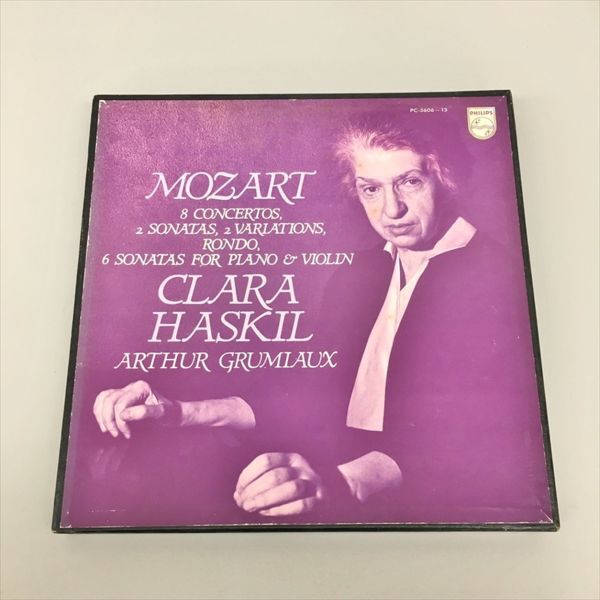 PC-5606~13
PHILIPS
MOZART
8 CONCERTOS,
2 SONATAS, 2 VARIATIONS,
RONDO,
6 SONATAS FOR PIANO & VIOLIN
CLARA
HASKIL
ARTHUR GRUMIAUX